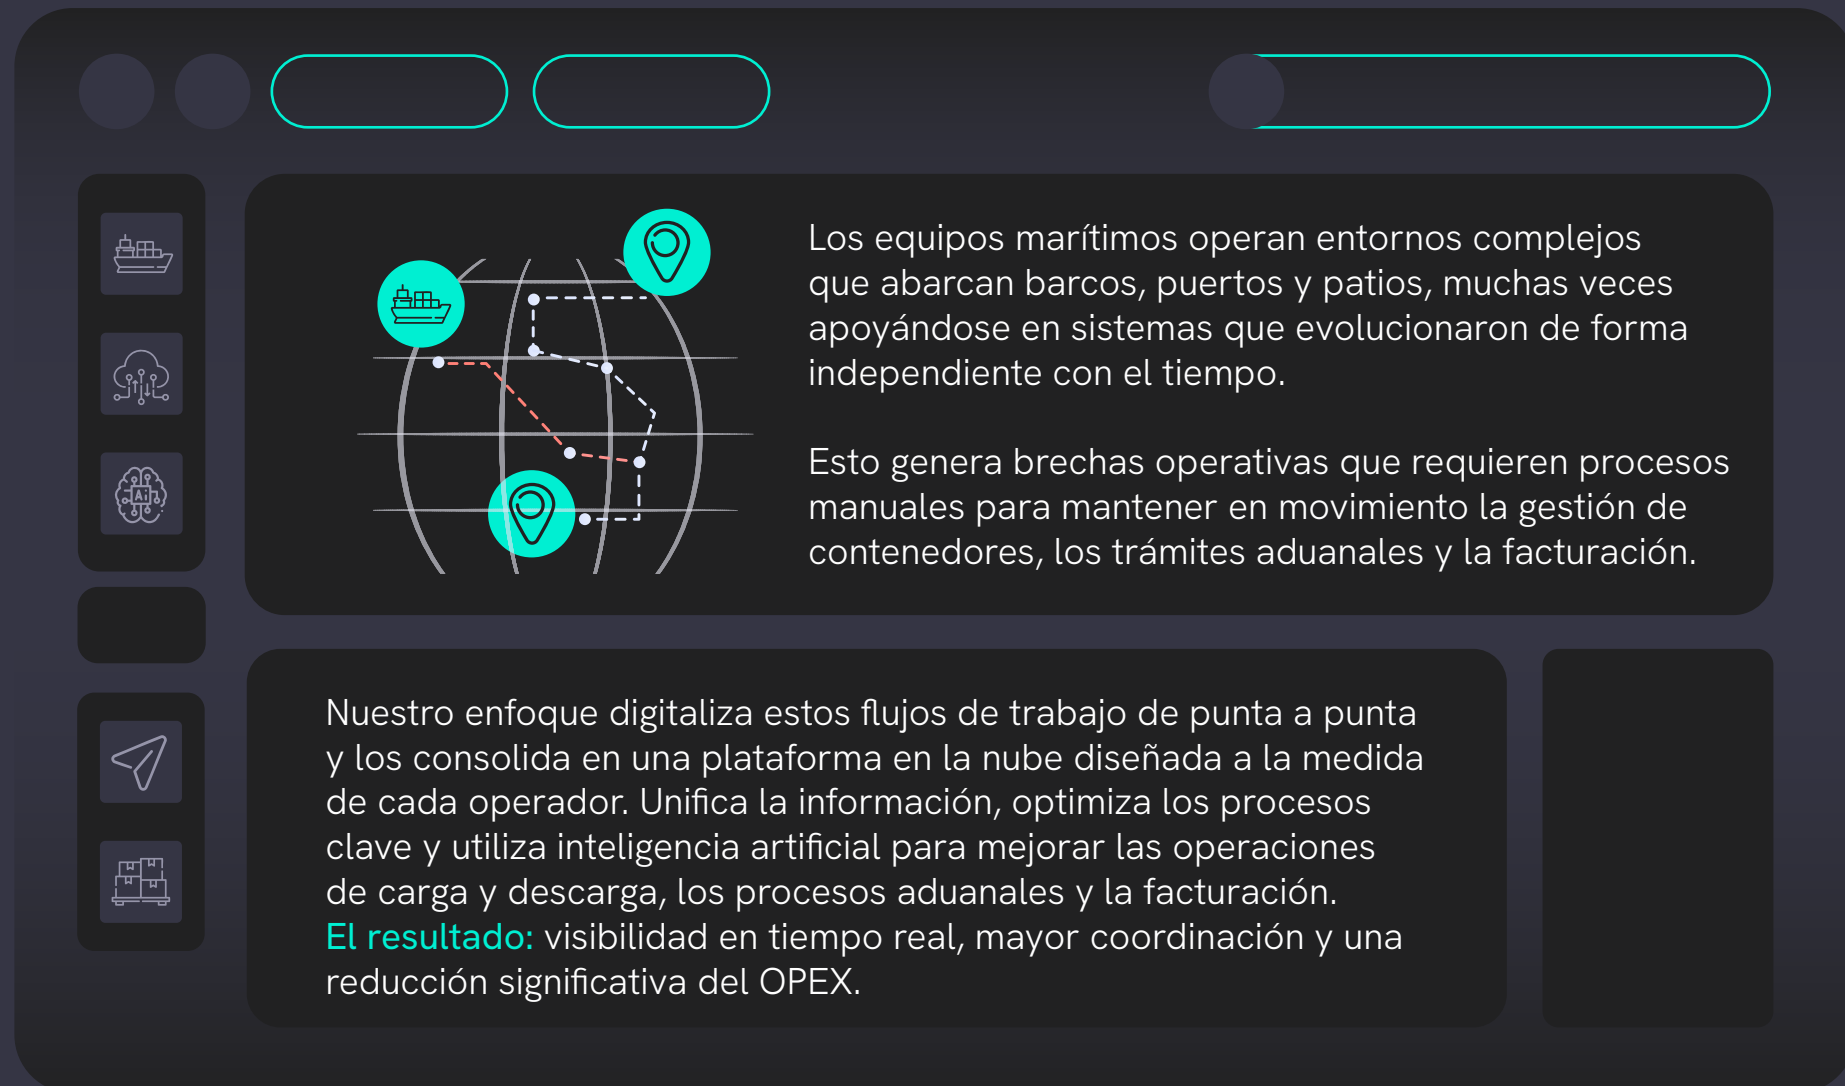 Los equipos marítimos operan entornos complejos
que abarcan barcos, puertos y patios, muchas veces
apoyándose en sistemas que evolucionaron de forma
independiente con el tiempo.
Esto genera brechas operativas que requieren procesos
manuales para mantener en movimiento la gestión de
contenedores, los trámites aduanales y la facturación.
Ai
Nuestro enfoque digitaliza estos flujos de trabajo de punta a punta
y los consolida en una plataforma en la nube diseñada a la medida
de cada operador. Unifica la información, optimiza los procesos
clave y utiliza inteligencia artificial para mejorar las operaciones
de carga y descarga, los procesos aduanales y la facturación.
El resultado: visibilidad en tiempo real, mayor coordinación y una
reducción significativa del OPEX.